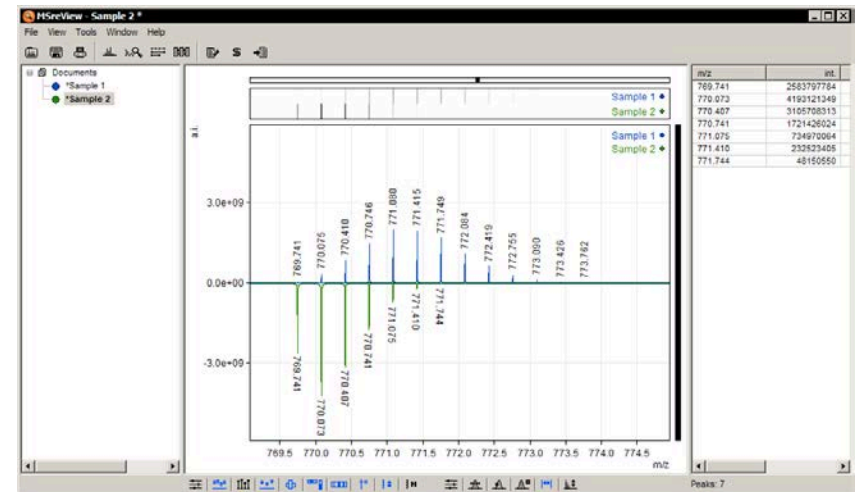 MSreView - Sample 2 *
File View Tools Window Help
Documents
*Sample 1
*Sample 2
Sample 1
Sample 2
Sample 1
Sample 2
a.i.
3.0e+09
0.0e+00
-3.0e+09
769.741
770.075
770.410
770.746
771.080
771.415
771.749
772.084
772.419
772.755
773.090
773.426
773.762
769.741
770.073
770.407
770.741
771.075
771.410
771.744
769.5 770.0 770.5 771.0 771.5 772.0 772.5 773.0 773.5 774.0 774.5
m/z
m/z int.
769.741 2583797784
770.073 4193121349
770.407 3105708313
770.741 1721426024
771.075 734970064
771.410 232523405
771.744 48150550
Peaks: 7